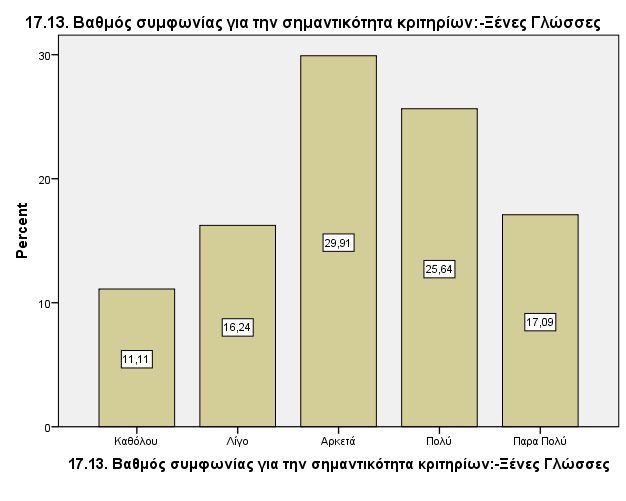 17.13. Βαθμός συμφωνίας για την σημαντικότητα κριτηρίων:-Ξένες Γλώσσες
30
20
10
0
Percent
11,11
16,24
29,91
25,64
17,09
Καθόλου
Λίγο
Αρκετά
Πολύ
Παρα Πολύ
17.13. Βαθμός συμφωνίας για την σημαντικότητα κριτηρίων:-Ξένες Γλώσσες